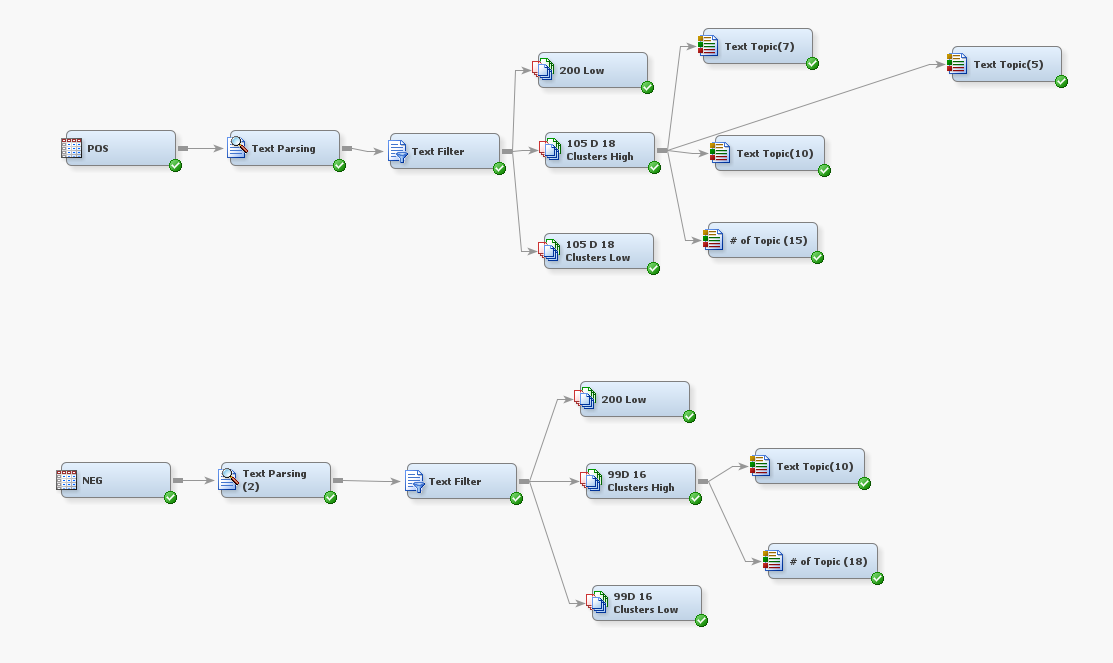 Text Topic(7)
Text Topic(5)
200 Low
POS
Text Parsing
Text Filter
105 D 18
Clusters High
Text Topic(10)
# of Topic (15)
105 D 18
Clusters Low
200 Low
NEG
Text Parsing
(2)
Text Filter
99D 16
Clusters High
Text Topic(10)
# of Topic (18)
99D 16
Clusters Low